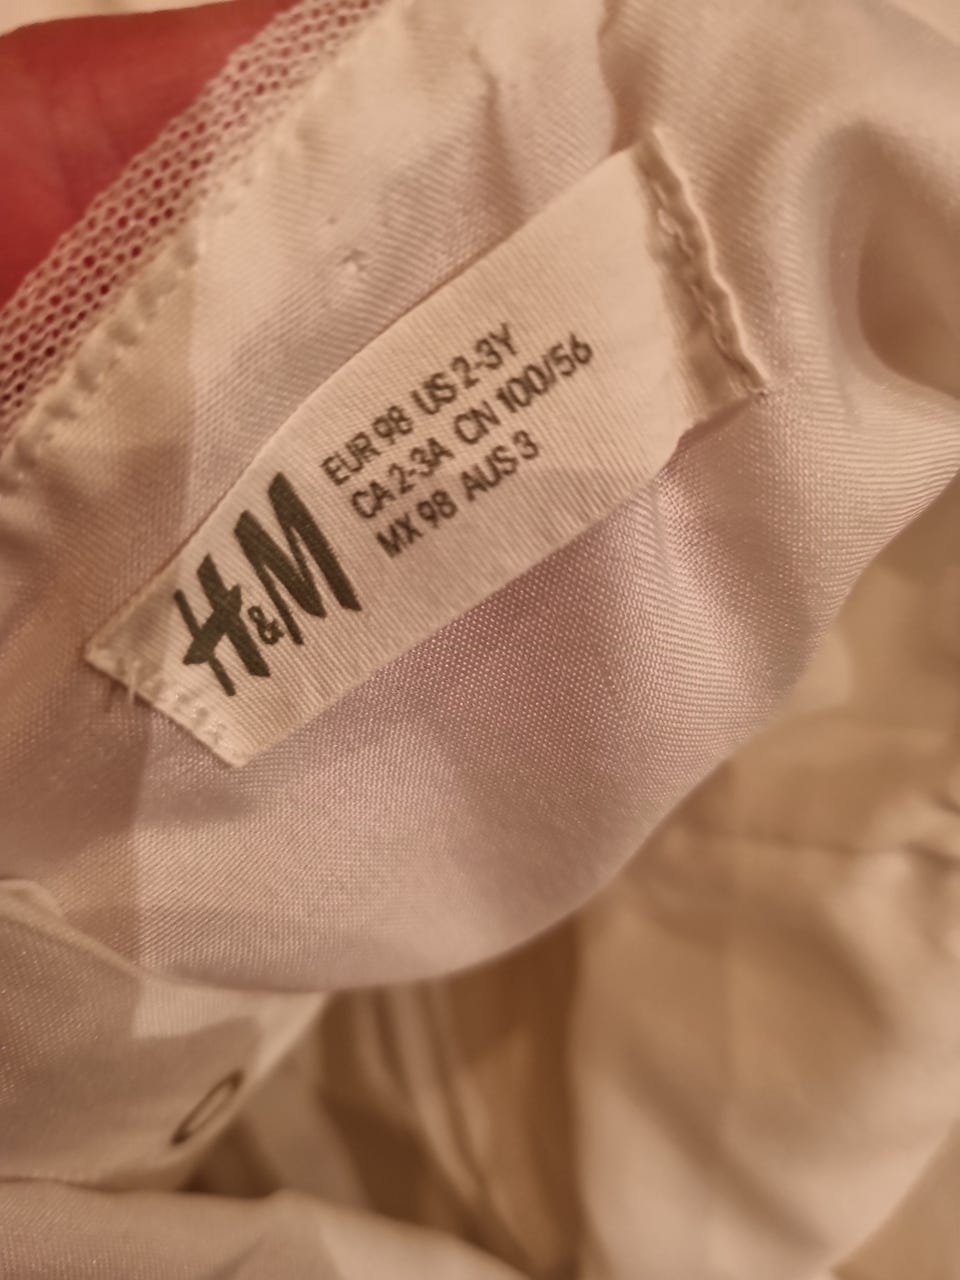 H&M
EUR 98 US 2-3Y
CA 2-3A CN 100/56
MX 98 AUS 3